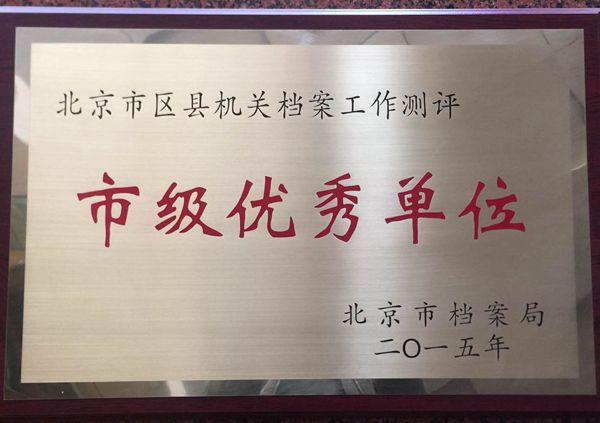 北京市区县机关档案工作测评
市级优秀单位
北京市档案局
二〇一五年